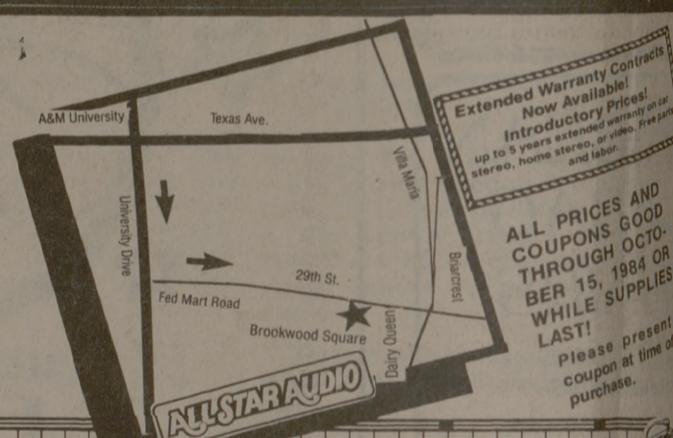 A&M University
Texas Ave.
Villa Maria
University Drive
29th St.
Fed Mart Road
Briarcrest
Brookwood Square
Dairy Queen
ALL STAR AUDIO
Extended Warranty Contracts
Now Available!
Introductory Prices!
up to 5 years extended warranty on car
stereo, home stereo, or video. Free parts
and labor.
ALL PRICES AND
COUPONS GOOD
THROUGH OCTO-
BER 15, 1984 OR
WHILE SUPPLIES
LAST!
Please present
coupon at time of
purchase.